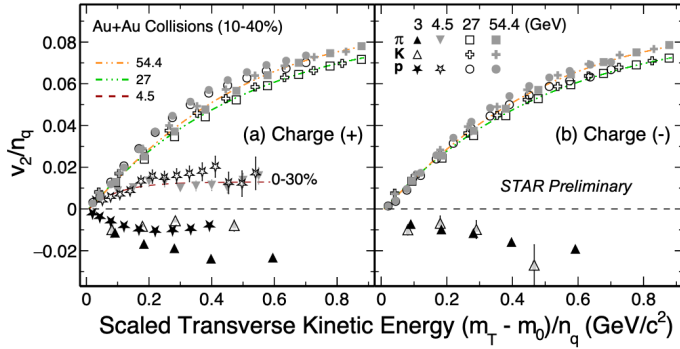 Au+Au Collisions (10-40%)
54.4
27
4.5
3 4.5 27 54.4 (GeV)
π
K
p
0.08
0.06
0.04
0.02
0
−0.02
v2/nq
(a) Charge (+)
(b) Charge (-)
0-30%
STAR Preliminary
0 0.2 0.4 0.6 0.8 0 0.2 0.4 0.6 0.8
Scaled Transverse Kinetic Energy (mT - m0)/nq (GeV/c2)